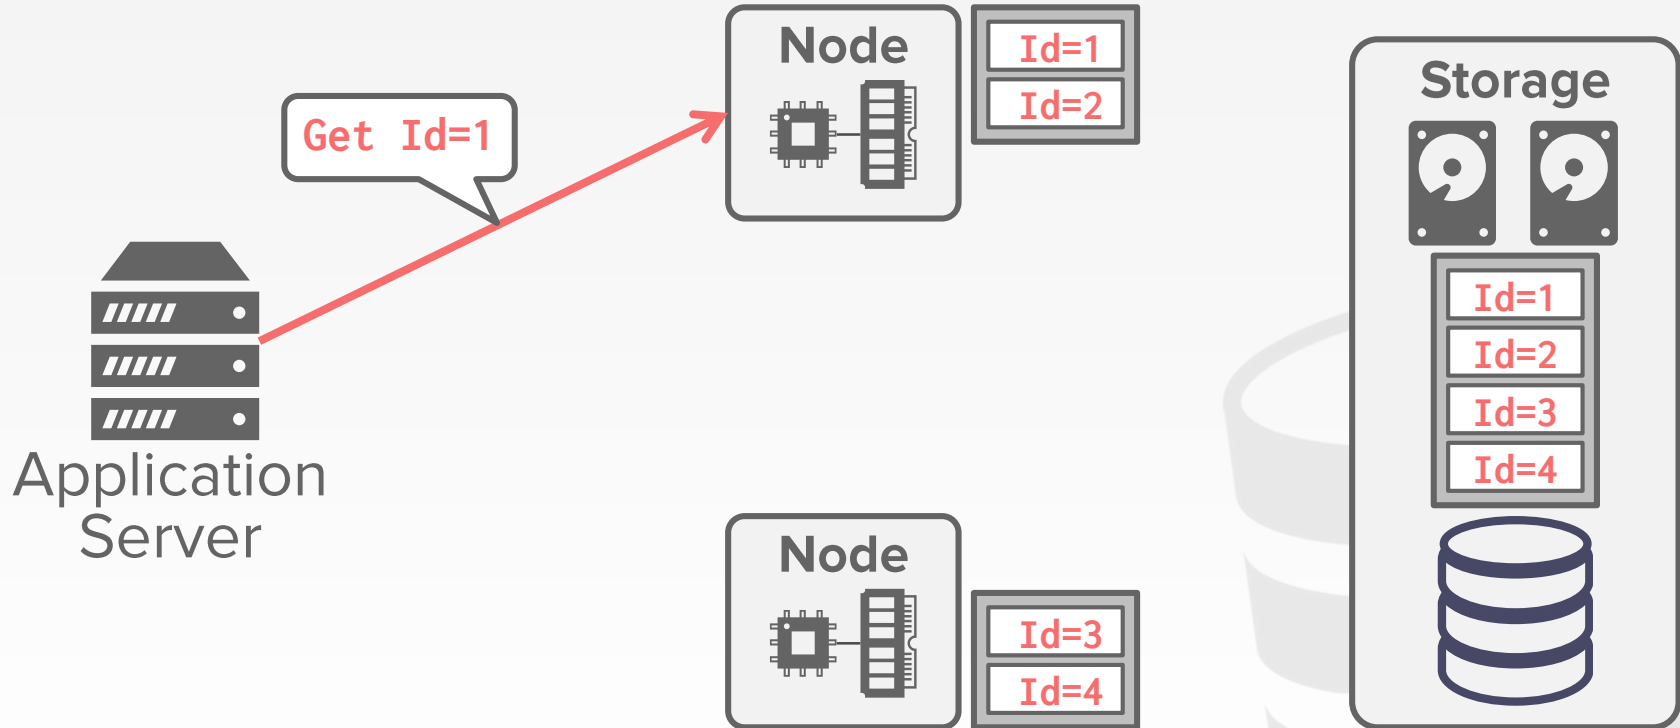 Node
Id=1
Id=2
Get Id=1
Application
Server
Node
Id=3
Id=4
Storage
Id=1
Id=2
Id=3
Id=4